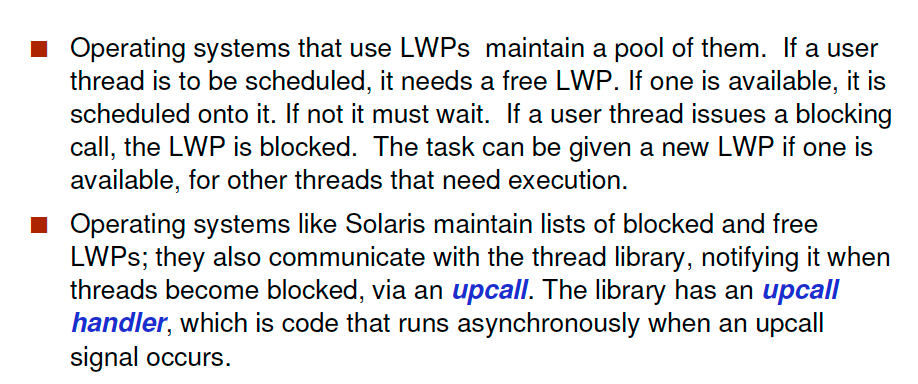 Operating systems that use LWPs  maintain a pool of them.  If a user
thread is to be scheduled, it needs a free LWP. If one is available, it is
scheduled onto it. If not it must wait.  If a user thread issues a blocking
call, the LWP is blocked.  The task can be given a new LWP if one is
available, for other threads that need execution.
Operating systems like Solaris maintain lists of blocked and free
LWPs; they also communicate with the thread library, notifying it when
threads become blocked, via an upcall. The library has an upcall
handler, which is code that runs asynchronously when an upcall
signal occurs.